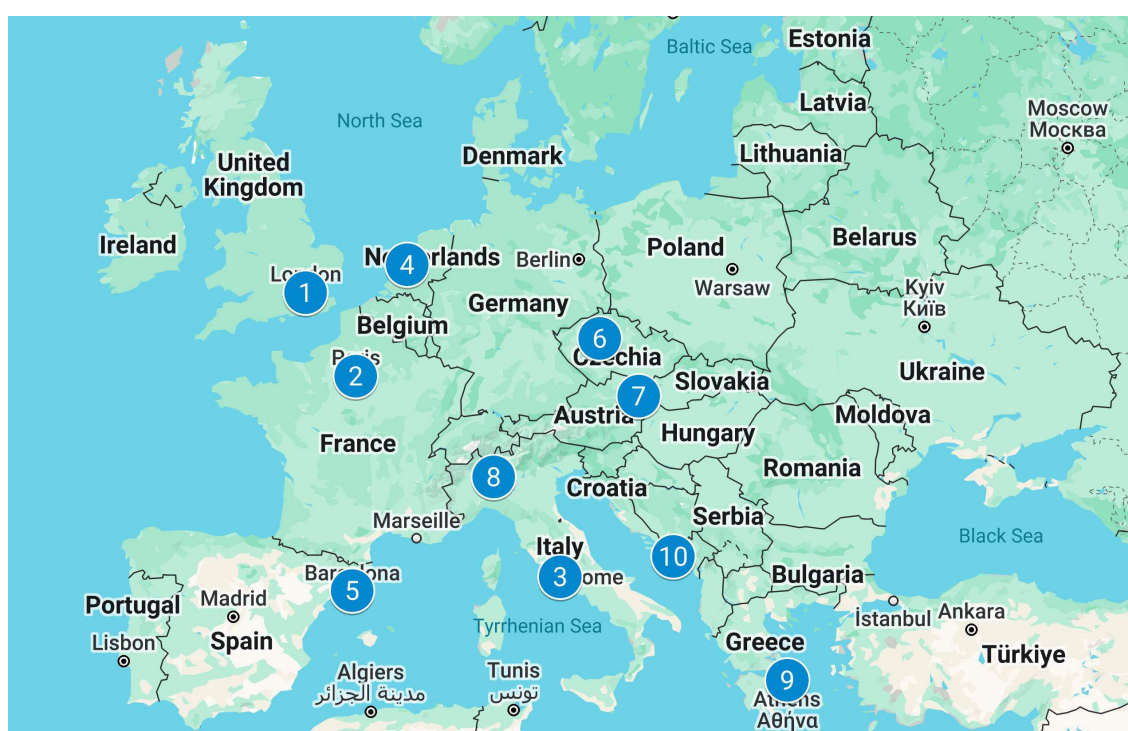 Baltic Sea
Estonia
Latvia
Moscow
Москва
North Sea
Denmark
Lithuania
United
Kingdom
Ireland
Belarus
Poland
4
Berlin
Warsaw
London
1
Germany
Kyiv
Київ
Belgium
6
Czechia
Paris
2
Slovakia
Ukraine
7
Austria
Moldova
Hungary
France
Romania
8
Croatia
Marseille
Serbia
Black Sea
Italy
10
3
Barcelona
5
Bulgaria
Portugal
Madrid
İstanbul
Ankara
Lisbon
Spain
Tyrrhenian Sea
Greece
Türkiye
Algiers
مدينة الجزائر
Tunis
تونس
9
Athens
Αθήνα